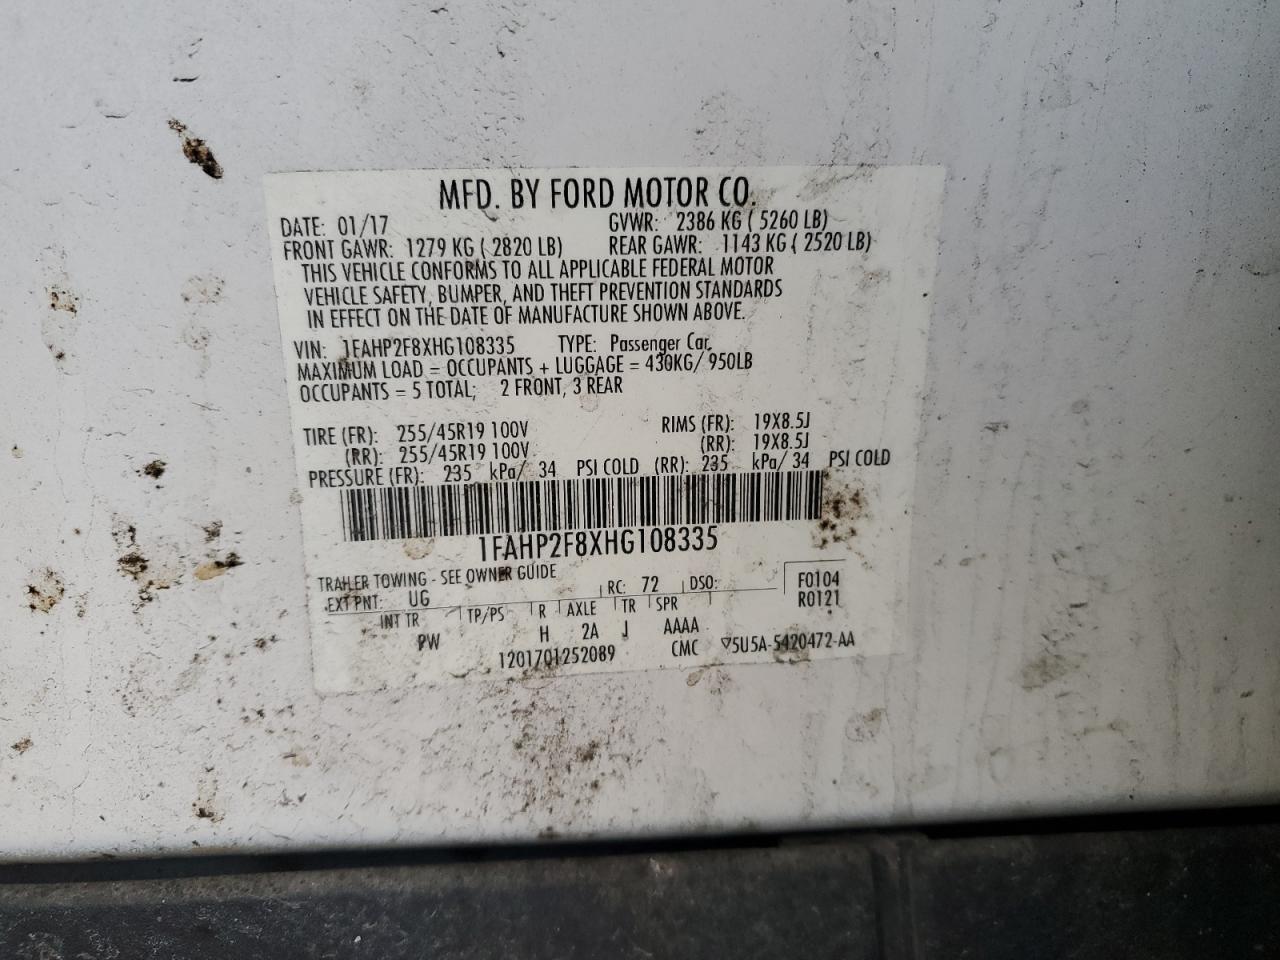 MFD. BY FORD MOTOR CO.
DATE: 01/17 GVWR: 2386 KG ( 5260 LB)
FRONT GAWR: 1279 KG ( 2820 LB) REAR GAWR: 1143 KG ( 2520 LB)
THIS VEHICLE CONFORMS TO ALL APPLICABLE FEDERAL MOTOR
VEHICLE SAFETY, BUMPER, AND THEFT PREVENTION STANDARDS
IN EFFECT ON THE DATE OF MANUFACTURE SHOWN ABOVE.
VIN: 1FAHP2F8XHG108335 TYPE: Passenger Car
MAXIMUM LOAD = OCCUPANTS + LUGGAGE = 430KG/ 950LB
OCCUPANTS = 5 TOTAL; 2 FRONT, 3 REAR
TIRE (FR): 255/45R19 100V RIMS (FR): 19X8.5J
(RR): 255/45R19 100V (RR): 19X8.5J
PRESSURE (FR): 235 kPa/ 34 PSI COLD (RR): 235 kPa/ 34 PSI COLD
1FAHP2F8XHG108335
TRAILER TOWING - SEE OWNER GUIDE
EXT PNT: UG RC: 72 DSO: F0104
R0121
INT TR TP/PS R AXLE TR SPR
PW H 2A J AAAA
1201701252089 CMC ▽5U5A-5420472-AA